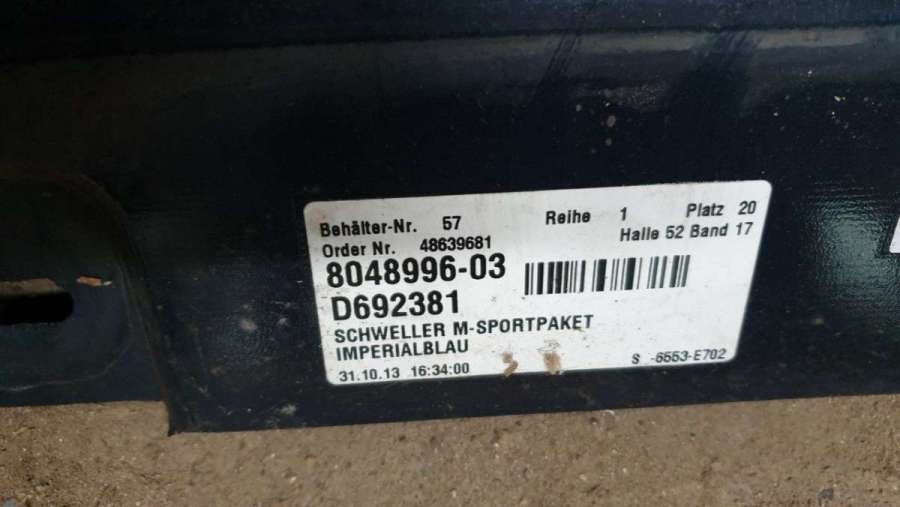 Behälter-Nr. 57 Reihe 1 Platz 20
Order Nr. 48639681 Halle 52 Band 17
8048996-03
D692381
SCHWELLER M-SPORTPAKET
IMPERIALBLAU
31.10.13 16:34:00 S -6553-E702